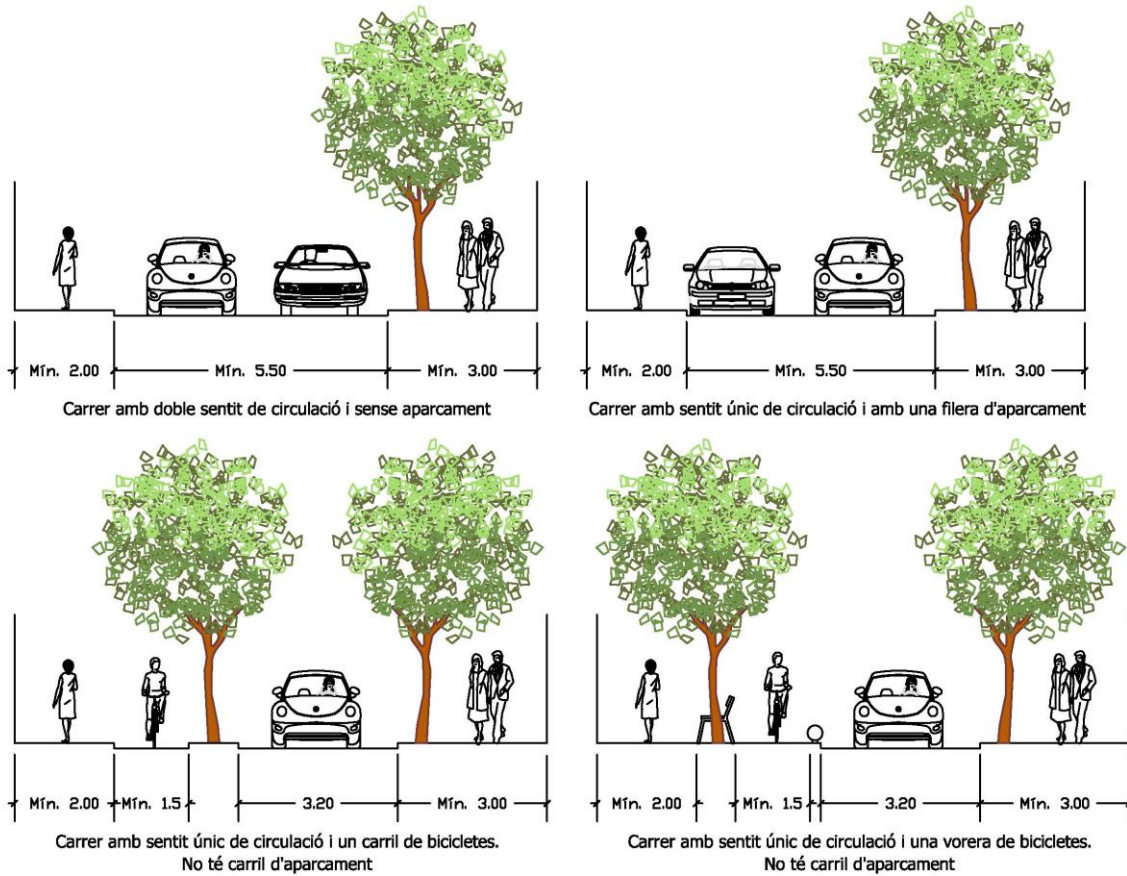 Mín. 2.00 Mín. 5.50 Mín. 3.00
Carrer amb doble sentit de circulació i sense aparcament
Mín. 2.00 Mín. 5.50 Mín. 3.00
Carrer amb sentit únic de circulació i amb una filera d'aparcament
Mín. 2.00 Mín. 1.5 3.20 Mín. 3.00
Carrer amb sentit únic de circulació i un carril de bicicletes.
No té carril d'aparcament
Mín. 2.00 Mín. 1.5 3.20 Mín. 3.00
Carrer amb sentit únic de circulació i una vorera de bicicletes.
No té carril d'aparcament